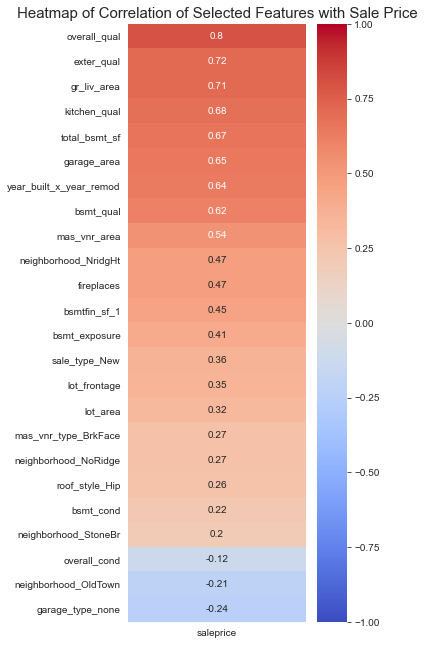 Heatmap of Correlation of Selected Features with Sale Price
overall_qual 0.8
exter_qual 0.72
gr_liv_area 0.71
kitchen_qual 0.68
total_bsmt_sf 0.67
garage_area 0.65
year_built_x_year_remod 0.64
bsmt_qual 0.62
mas_vnr_area 0.54
neighborhood_NridgHt 0.47
fireplaces 0.47
bsmtfin_sf_1 0.45
bsmt_exposure 0.41
sale_type_New 0.36
lot_frontage 0.35
lot_area 0.32
mas_vnr_type_BrkFace 0.27
neighborhood_NoRidge 0.27
roof_style_Hip 0.26
bsmt_cond 0.22
neighborhood_StoneBr 0.2
overall_cond -0.12
neighborhood_OldTown -0.21
garage_type_none -0.24
saleprice
1.00
0.75
0.50
0.25
0.00
−0.25
−0.50
−0.75
−1.00